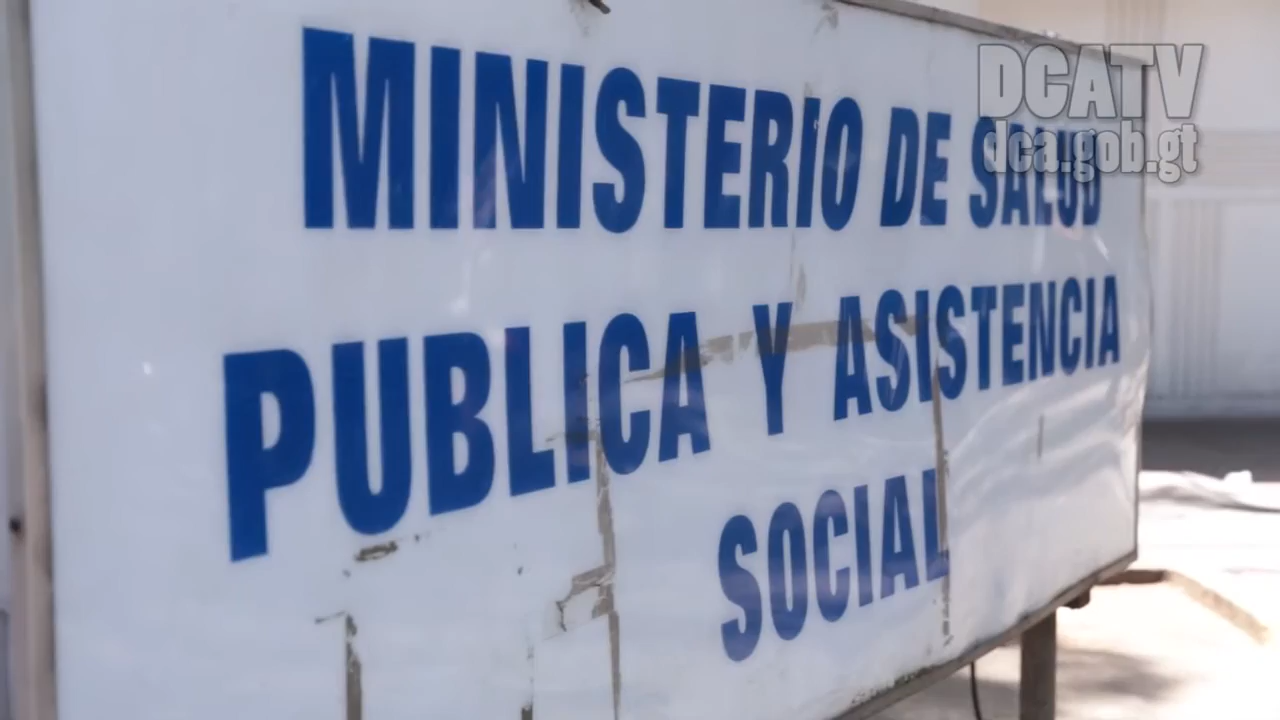 MINISTERIO DE SALUD
PUBLICA Y ASISTENCIA
SOCIAL
DCATV
dca.gob.gt